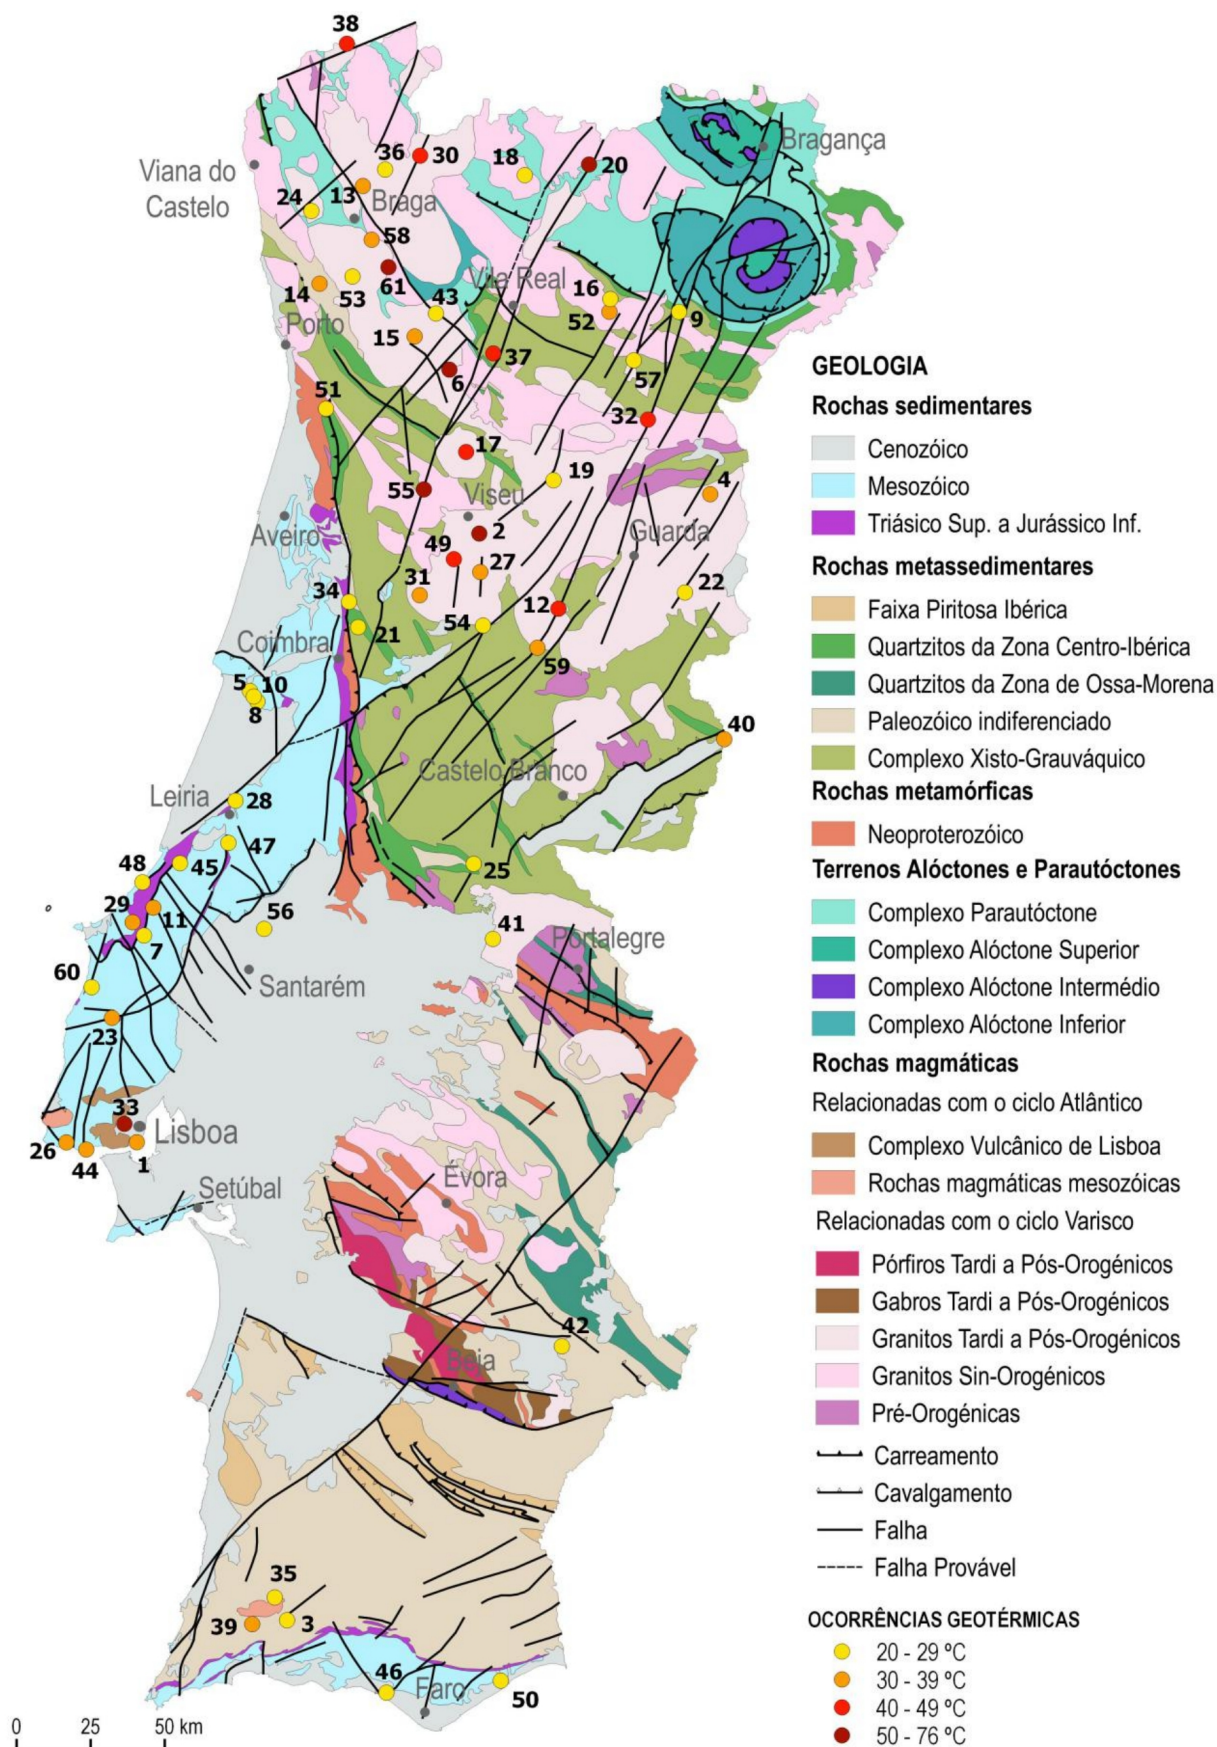 38
36
30
18
20
Bragança
Viana do
Castelo
24
13
Braga
58
14
53
61
43
Vila Real
16
52
9
Porto
15
37
6
57
51
32
17
19
4
55
Viseu
2
Aveiro
49
27
Guarda
34
31
12
22
21
54
Coimbra
59
5
10
8
40
Castelo Branco
Leiria
28
47
48
45
25
29
11
56
41
7
Portalegre
60
Santarém
23
33
Lisboa
26
44
1
Setúbal
Évora
42
Beja
35
39
3
46
Faro
50
0 25 50 km
GEOLOGIA
Rochas sedimentares
Cenozóico
Mesozóico
Triásico Sup. a Jurássico Inf.
Rochas metassedimentares
Faixa Piritosa Ibérica
Quartzitos da Zona Centro-Ibérica
Quartzitos da Zona de Ossa-Morena
Paleozóico indiferenciado
Complexo Xisto-Grauváquico
Rochas metamórficas
Neoproterozóico
Terrenos Alóctones e Parautóctones
Complexo Parautóctone
Complexo Alóctone Superior
Complexo Alóctone Intermédio
Complexo Alóctone Inferior
Rochas magmáticas
Relacionadas com o ciclo Atlântico
Complexo Vulcânico de Lisboa
Rochas magmáticas mesozóicas
Relacionadas com o ciclo Varisco
Pórfiros Tardi a Pós-Orogénicos
Gabros Tardi a Pós-Orogénicos
Granitos Tardi a Pós-Orogénicos
Granitos Sin-Orogénicos
Pré-Orogénicas
Carreamento
Cavalgamento
Falha
Falha Provável
OCORRÊNCIAS GEOTÉRMICAS
20 - 29 ºC
30 - 39 ºC
40 - 49 ºC
50 - 76 ºC